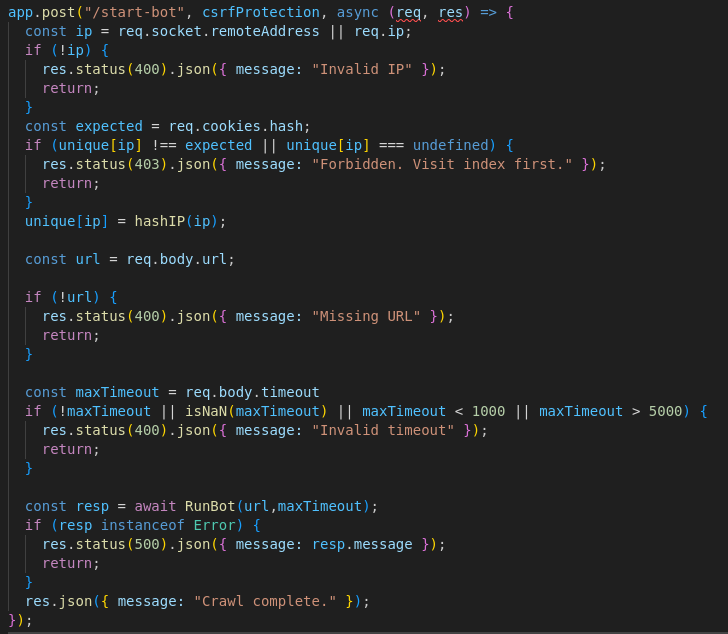 app.post("/start-bot", csrfProtection, async (req, res) => {
  const ip = req.socket.remoteAddress || req.ip;
  if (!ip) {
    res.status(400).json({ message: "Invalid IP" });
    return;
  }
  const expected = req.cookies.hash;
  if (unique[ip] !== expected || unique[ip] === undefined) {
    res.status(403).json({ message: "Forbidden. Visit index first." });
    return;
  }
  unique[ip] = hashIP(ip);

  const url = req.body.url;

  if (!url) {
    res.status(400).json({ message: "Missing URL" });
    return;
  }

  const maxTimeout = req.body.timeout
  if (!maxTimeout || isNaN(maxTimeout) || maxTimeout < 1000 || maxTimeout > 5000) {
    res.status(400).json({ message: "Invalid timeout" });
    return;
  }

  const resp = await RunBot(url,maxTimeout);
  if (resp instanceof Error) {
    res.status(500).json({ message: resp.message });
    return;
  }
  res.json({ message: "Crawl complete." });
});